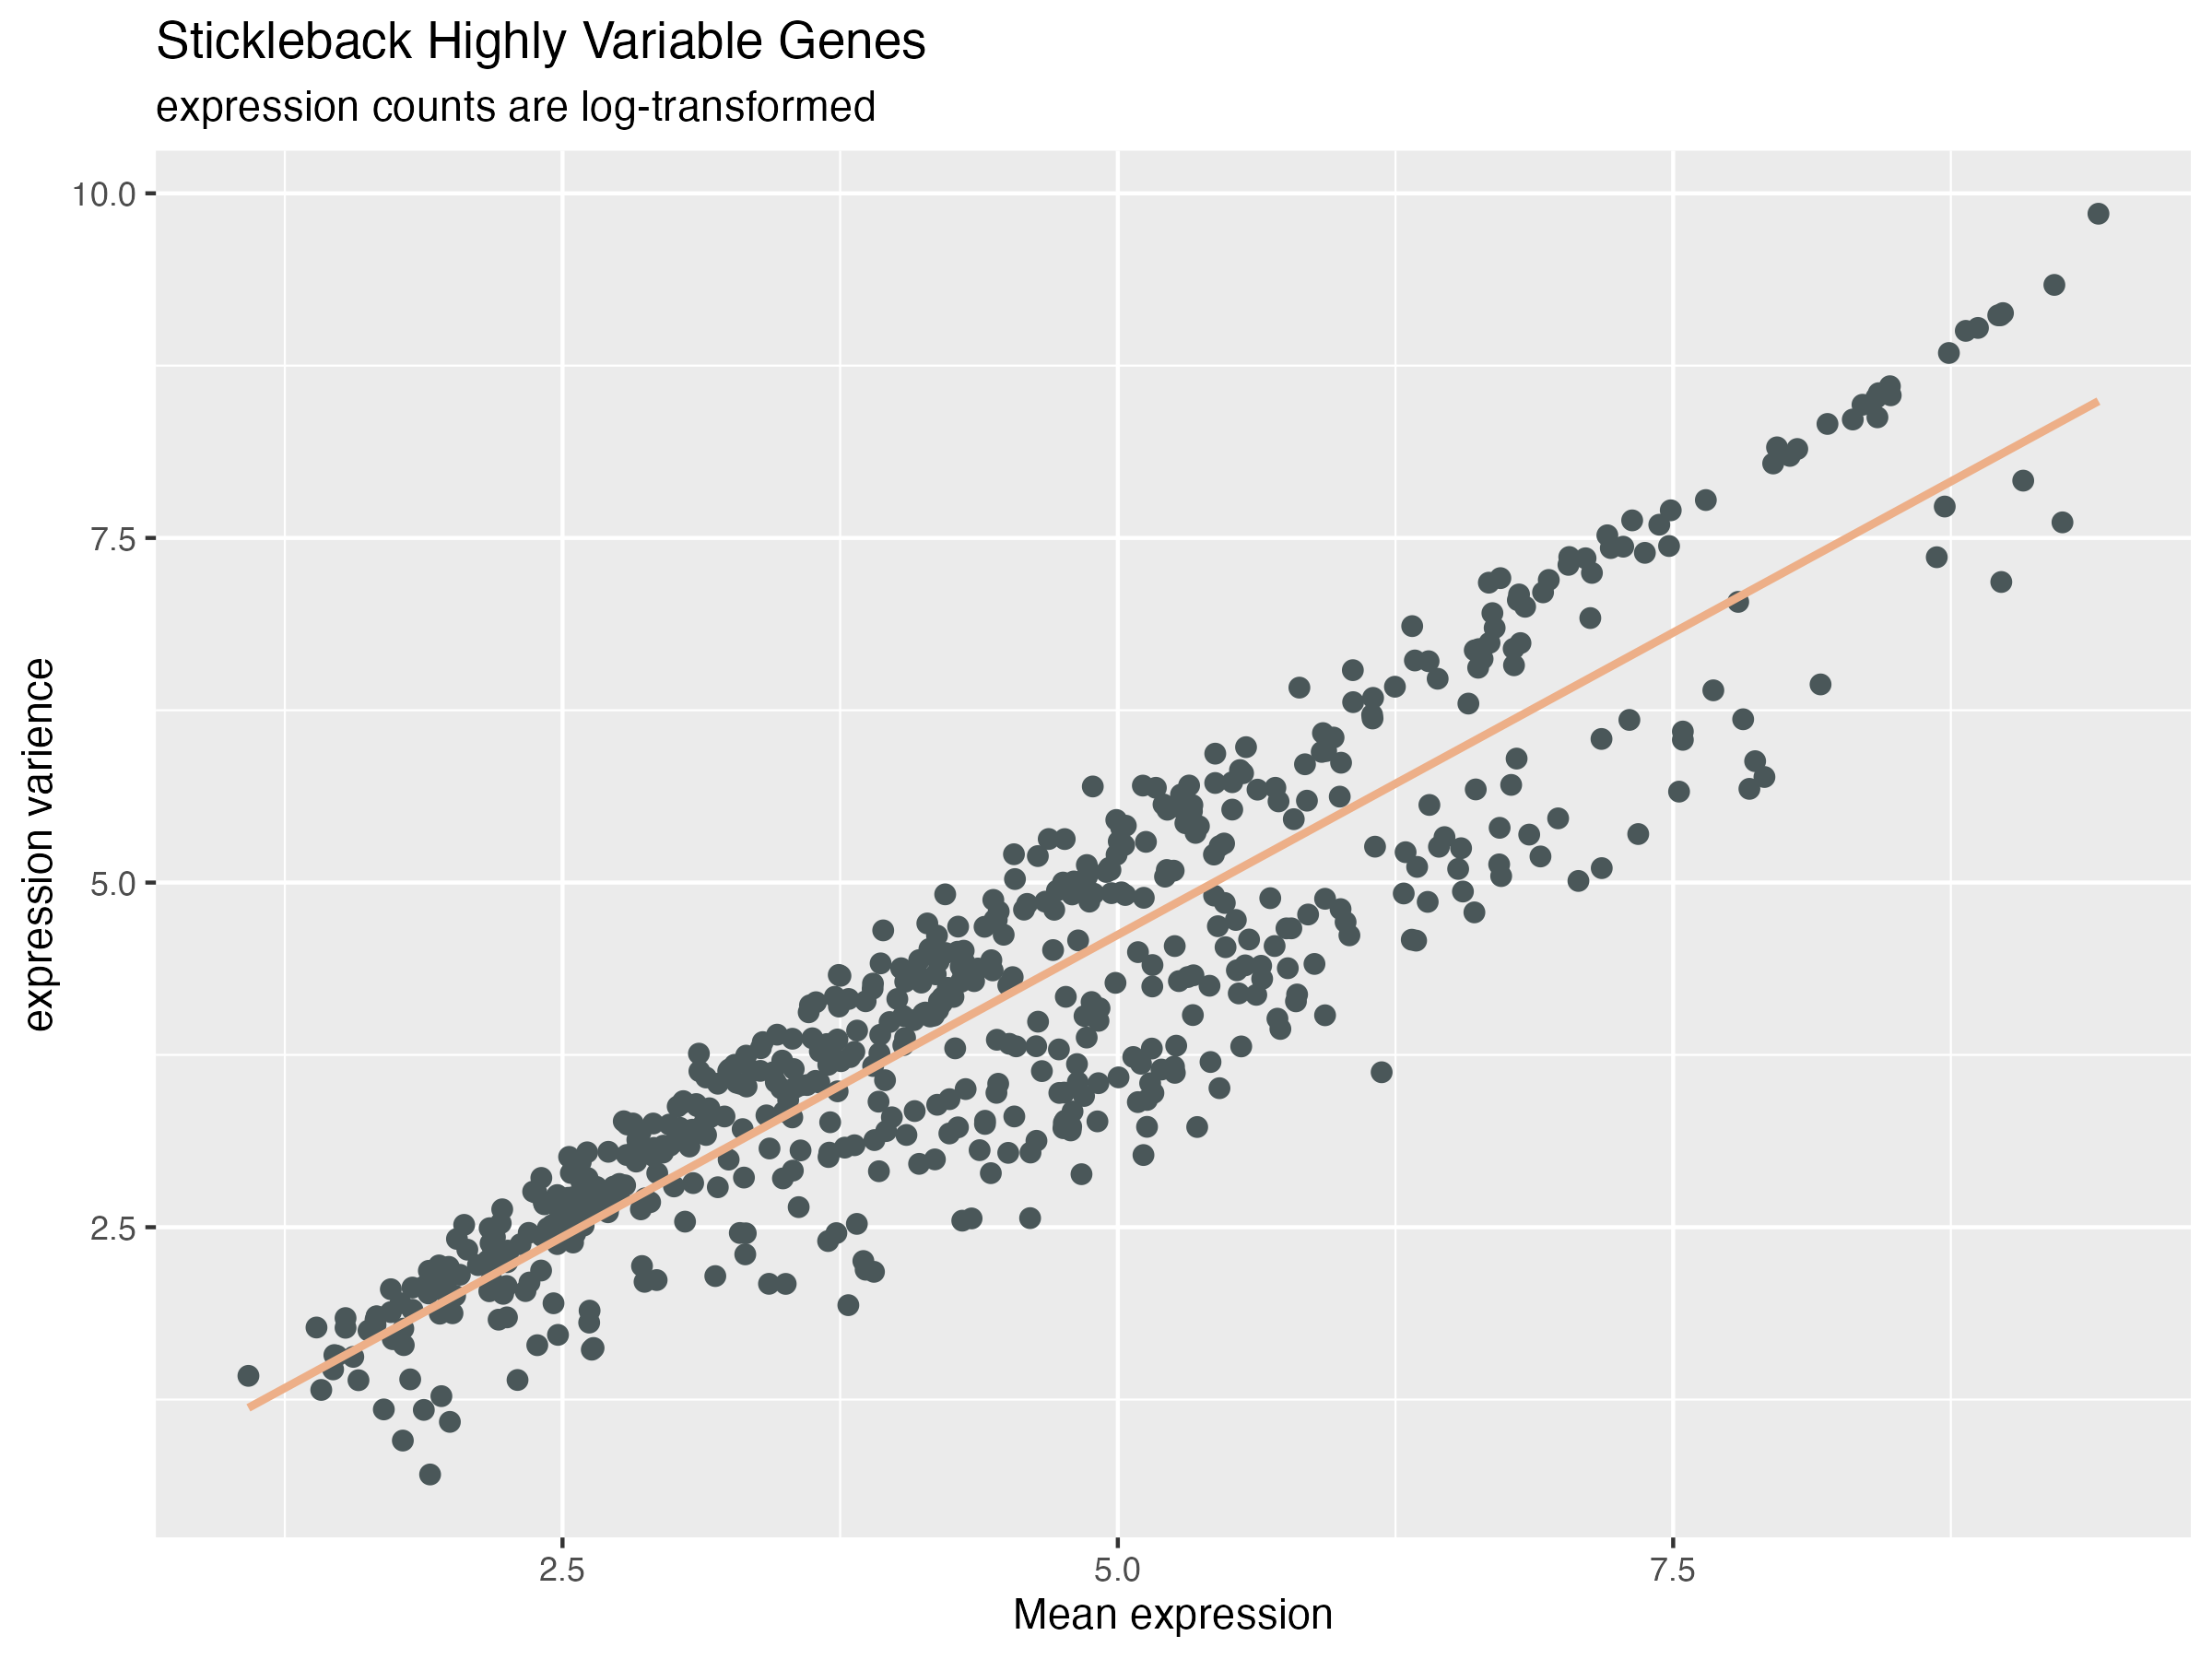 Stickleback Highly Variable Genes
expression counts are log-transformed
10.0
7.5
5.0
2.5
expression varience
2.5
5.0
7.5
Mean expression